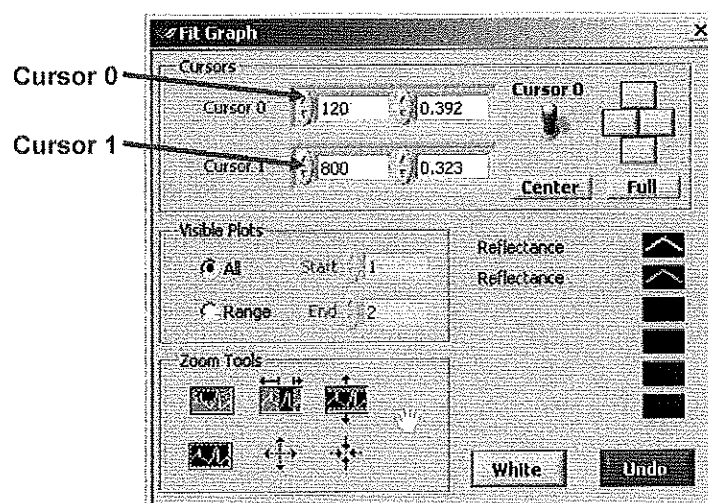 Fit Graph
Cursors
Cursor 0
Cursor 0 120 0.392
Cursor 0
Cursor 1
Cursor 1 800 0.323
Center Full
Visible Plots
All Start 1
Range End 2
Reflectance
Reflectance
Zoom Tools
White Undo